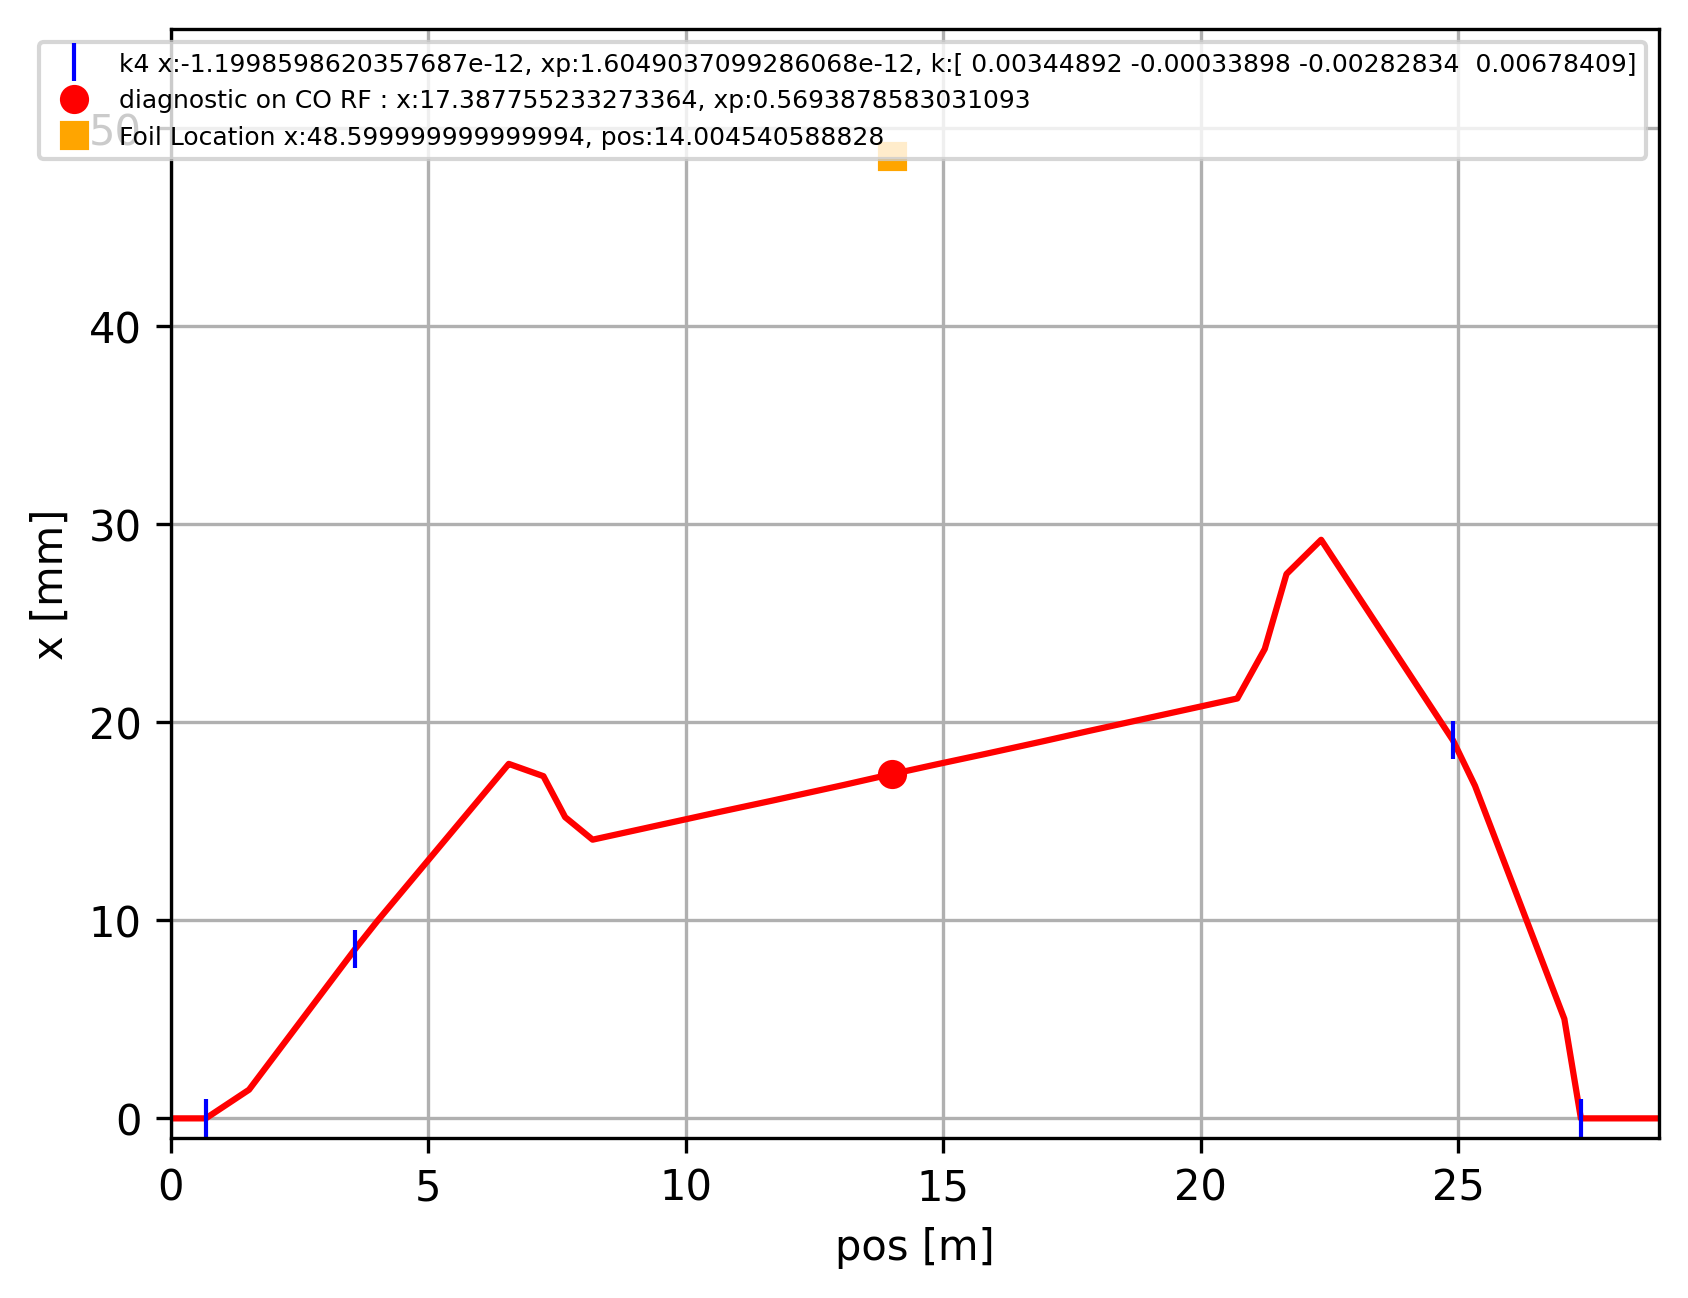 k4 x:-1.1998598620357687e-12, xp:1.6049037099286068e-12, k:[ 0.00344892 -0.00033898 -0.00282834  0.00678409]
diagnostic on CO RF : x:17.387755233273364, xp:0.5693878583031093
Foil Location x:48.599999999999994, pos:14.004540588828
50
40
30
20
10
0
x [mm]
0 5 10 15 20 25
pos [m]